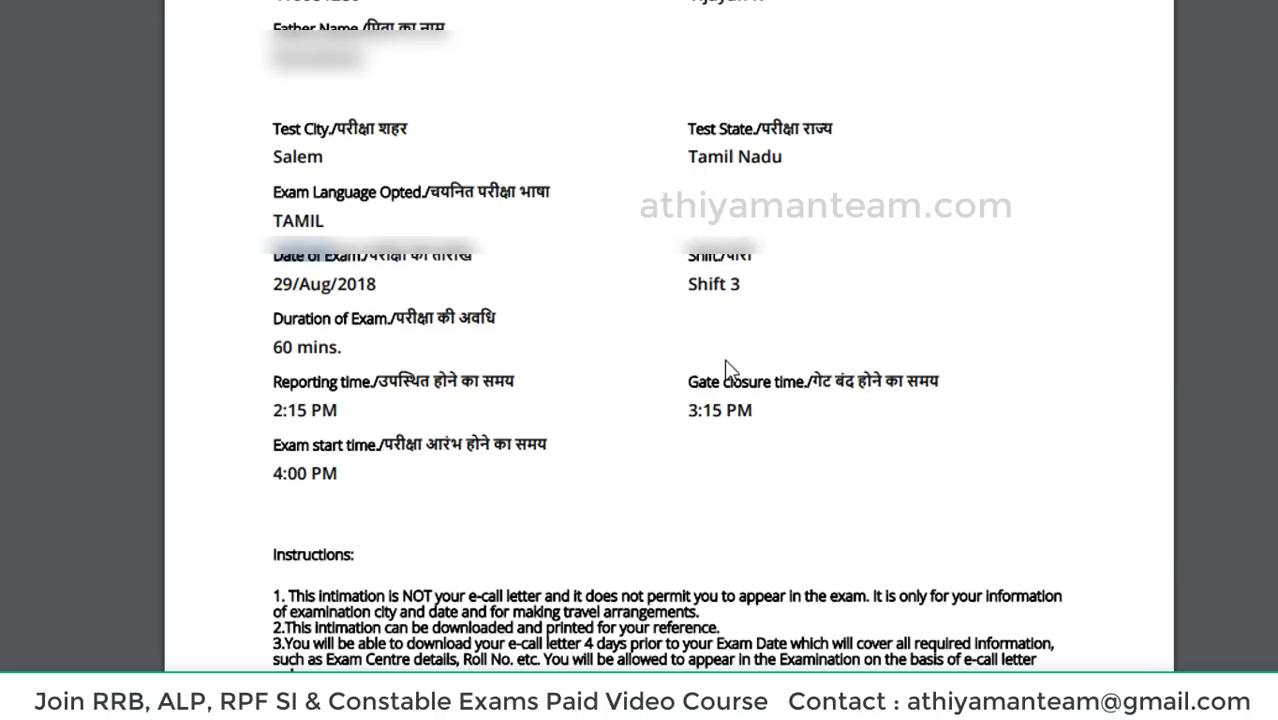 Father Name./पिता का नाम
Test City./परीक्षा शहर
Test State./परीक्षा राज्य
Salem
Tamil Nadu
Exam Language Opted./चयनित परीक्षा भाषा
athiyamanteam.com
TAMIL
Date of Exam./परीक्षा की तारीख
Shift./पारी
29/Aug/2018
Shift 3
Duration of Exam./परीक्षा की अवधि
60 mins.
Reporting time./उपस्थित होने का समय
Gate closure time./गेट बंद होने का समय
2:15 PM
3:15 PM
Exam start time./परीक्षा आरंभ होने का समय
4:00 PM
Instructions:
1. This intimation is NOT your e-call letter and it does not permit you to appear in the exam. It is only for your information
of examination city and date and for making travel arrangements.
2.This intimation can be downloaded and printed for your reference.
3.You will be able to download your e-call letter 4 days prior to your Exam Date which will cover all required information,
such as Exam Centre details, Roll No. etc. You will be allowed to appear in the Examination on the basis of e-call letter
Join RRB, ALP, RPF SI & Constable Exams Paid Video Course Contact : athiyamanteam@gmail.com